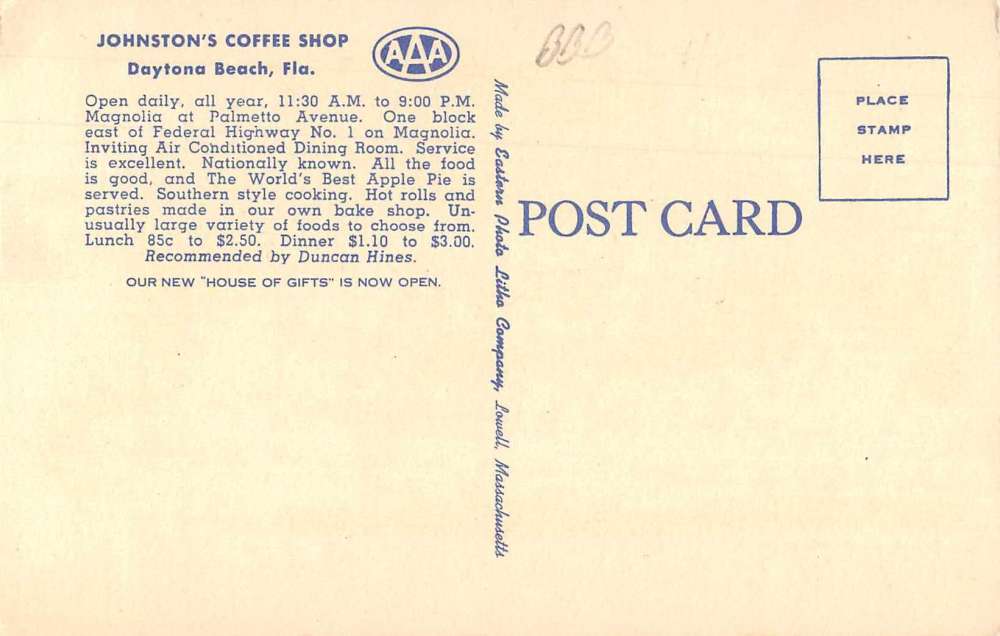 JOHNSTON'S COFFEE SHOP
Daytona Beach, Fla.
AAA
Open daily, all year, 11:30 A.M. to 9:00 P.M.
Magnolia at Palmetto Avenue. One block
east of Federal Highway No. 1 on Magnolia.
Inviting Air Conditioned Dining Room. Service
is excellent. Nationally known. All the food
is good, and The World's Best Apple Pie is
served. Southern style cooking. Hot rolls and
pastries made in our own bake shop. Un-
usually large variety of foods to choose from.
Lunch 85c to $2.50. Dinner $1.10 to $3.00.
Recommended by Duncan Hines.
OUR NEW "HOUSE OF GIFTS" IS NOW OPEN.
Made by Eastern Photo Litho Company, Lowell, Massachusetts
POST CARD
PLACE
STAMP
HERE